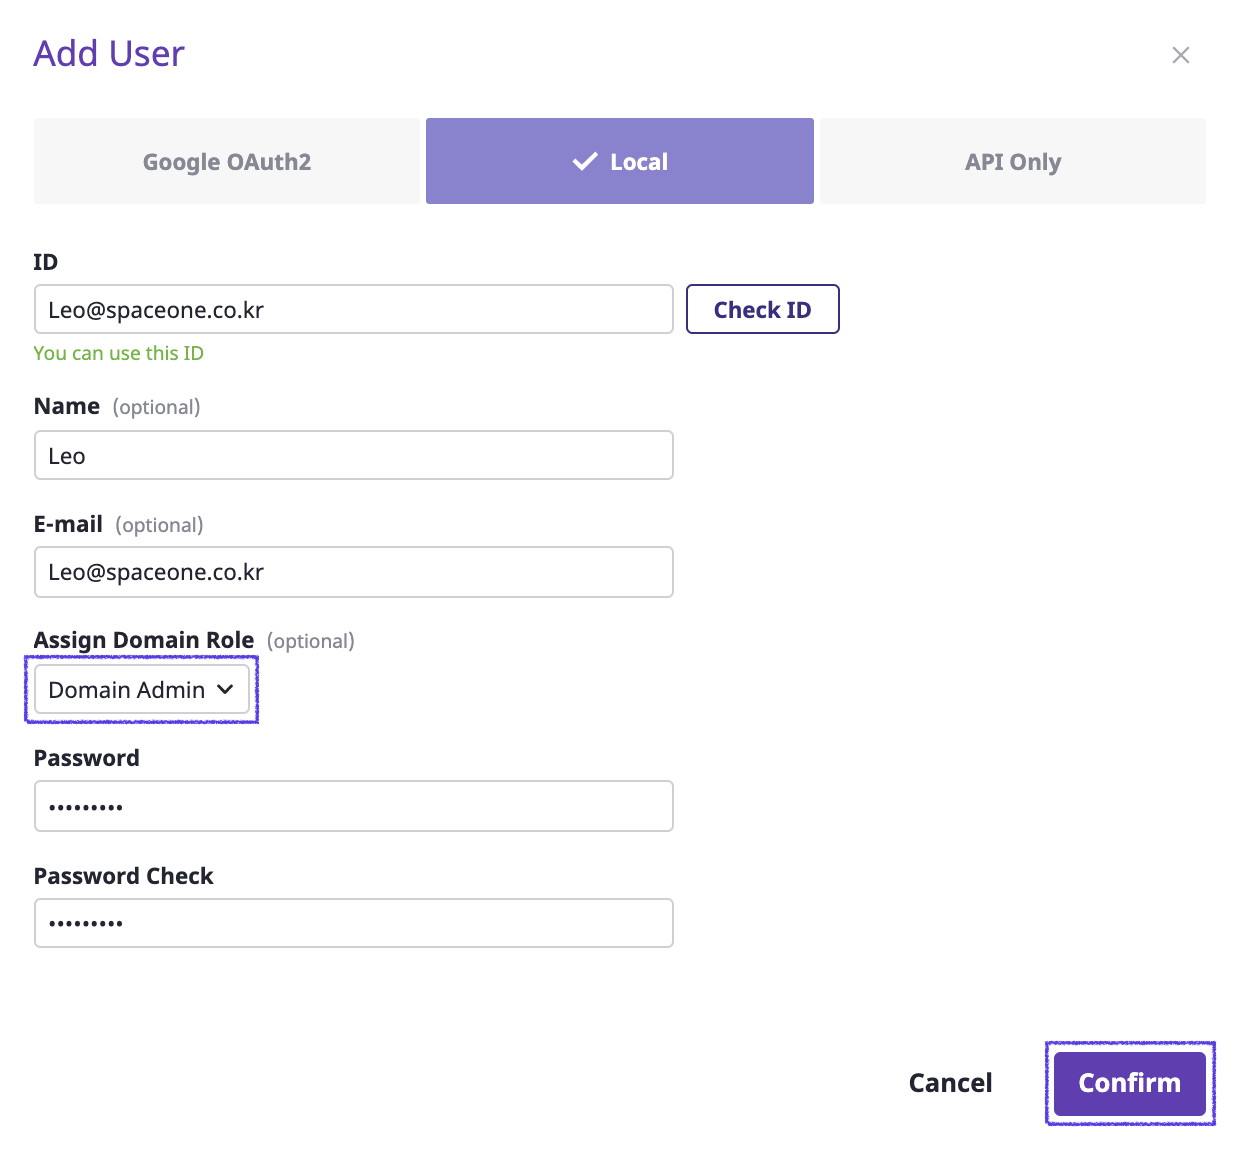 Add User
Google OAuth2
Local
API Only
ID
Leo@spaceone.co.kr
Check ID
You can use this ID
Name (optional)
Leo
E-mail (optional)
Leo@spaceone.co.kr
Assign Domain Role (optional)
Domain Admin
Password
•••••••••
Password Check
•••••••••
Cancel
Confirm